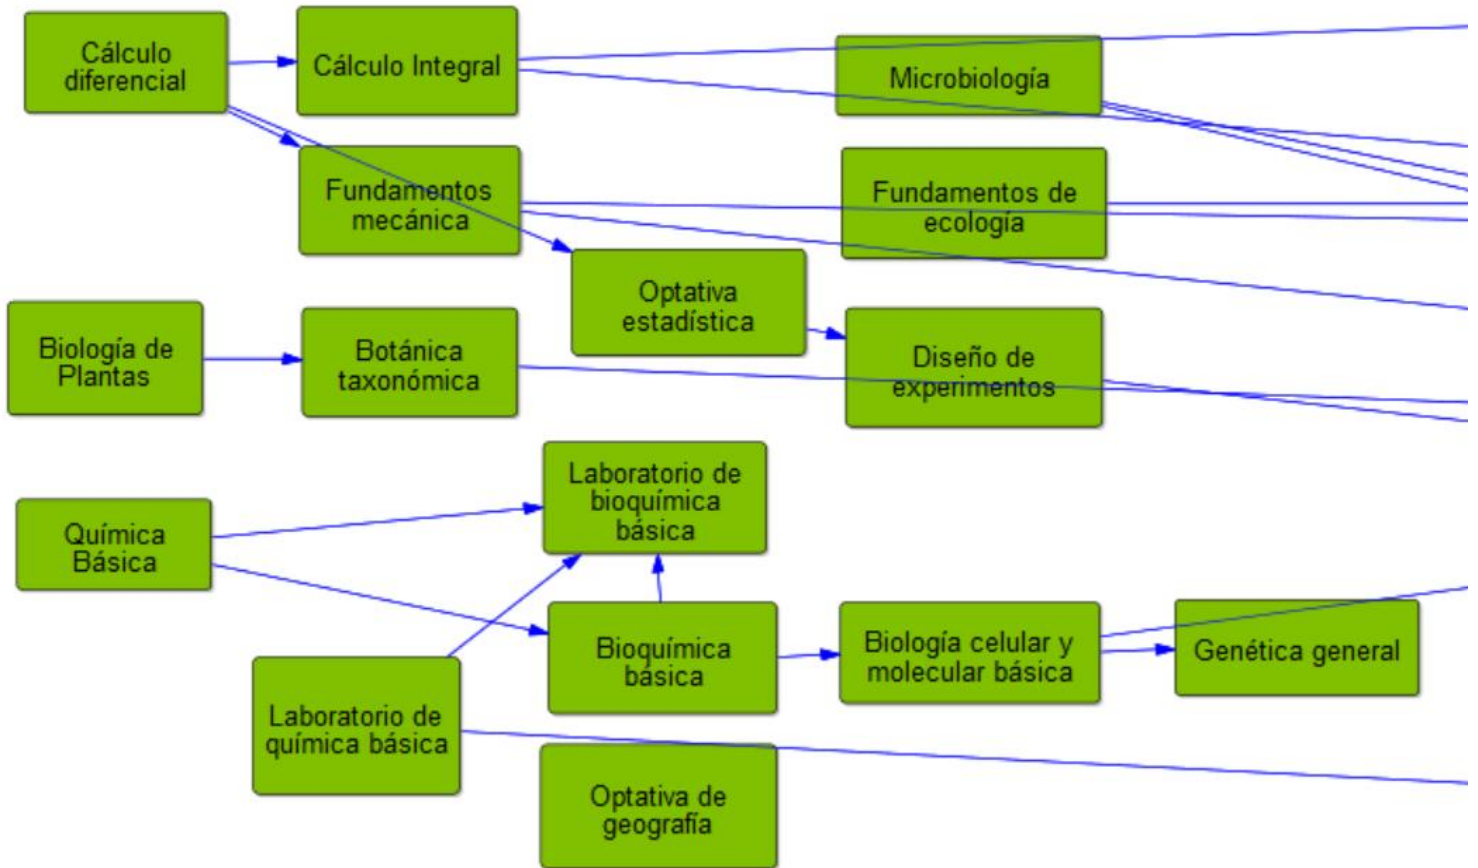 Cálculo
diferencial
Cálculo Integral
Microbiología
Fundamentos
mecánica
Fundamentos de
ecología
Optativa
estadística
Biología de
Plantas
Botánica
taxonómica
Diseño de
experimentos
Laboratorio de
bioquímica
básica
Química
Básica
Bioquímica
básica
Biología celular y
molecular básica
Genética general
Laboratorio de
química básica
Optativa de
geografía